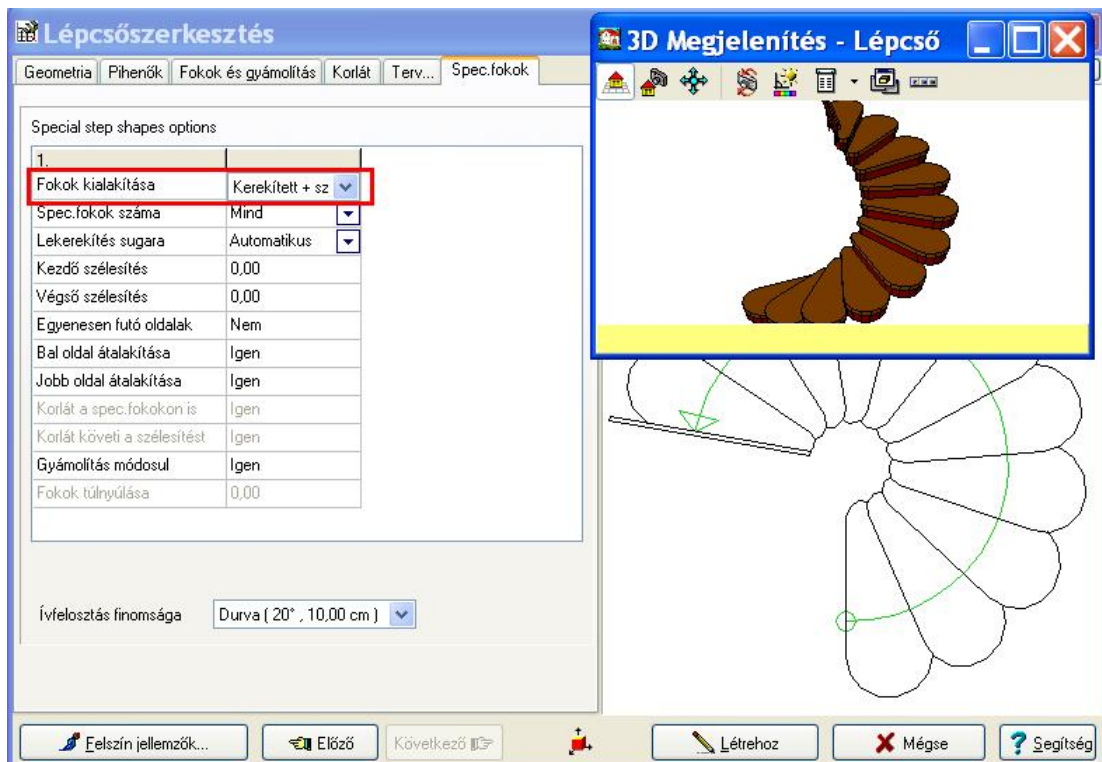 Lépcsőszerkesztés
3D Megjelenítés - Lépcső
Geometria Pihenők Fokok és gyámolítás Korlát Terv... Spec.fokok
Special step shapes options
1.
Fokok kialakítása Kerekített + sz
Spec.fokok száma Mind
Lekerekítés sugara Automatikus
Kezdő szélesítés 0,00
Végső szélesítés 0,00
Egyenesen futó oldalak Nem
Bal oldal átalakítása Igen
Jobb oldal átalakítása Igen
Korlát a spec.fokokon is Igen
Korlát követi a szélesítést Igen
Gyámolítás módosul Igen
Fokok túlnyúlása 0,00
Ívfelosztás finomsága Durva ( 20° , 10,00 cm )
Felszín jellemzők... Előző Következő Létrehoz Mégse Segítség